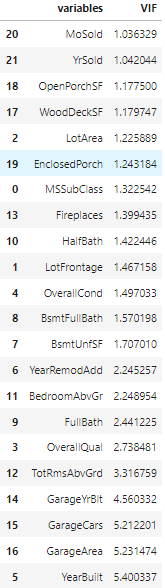 variables VIF
20 MoSold 1.036329
21 YrSold 1.042044
18 OpenPorchSF 1.177500
17 WoodDeckSF 1.179747
2 LotArea 1.225889
19 EnclosedPorch 1.243184
0 MSSubClass 1.322542
13 Fireplaces 1.399435
10 HalfBath 1.422446
1 LotFrontage 1.467158
4 OverallCond 1.497033
8 BsmtFullBath 1.570198
7 BsmtUnfSF 1.707010
6 YearRemodAdd 2.245257
11 BedroomAbvGr 2.248954
9 FullBath 2.441225
3 OverallQual 2.738481
12 TotRmsAbvGrd 3.316759
14 GarageYrBlt 4.560332
15 GarageCars 5.212201
16 GarageArea 5.231474
5 YearBuilt 5.400337